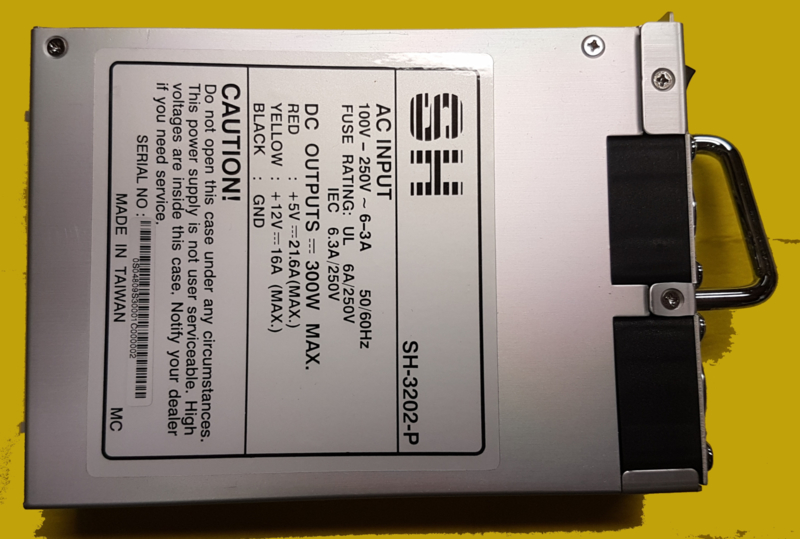 SH
SH-3202-P
AC INPUT
100V – 250V ~ 6–3A 50/60Hz
FUSE RATING: UL 6A/250V
IEC 6.3A/250V
DC OUTPUTS ⎓ 300W MAX.
RED : +5V⎓21.6A(MAX.)
YELLOW : +12V⎓16A (MAX.)
BLACK : GND
CAUTION!
Do not open this case under any circumstances.
This power supply is not user serviceable. High
voltages are inside this case. Notify your dealer
if you need service.
SERIAL NO :
0S04809830001C000002
MADE IN TAIWAN MC